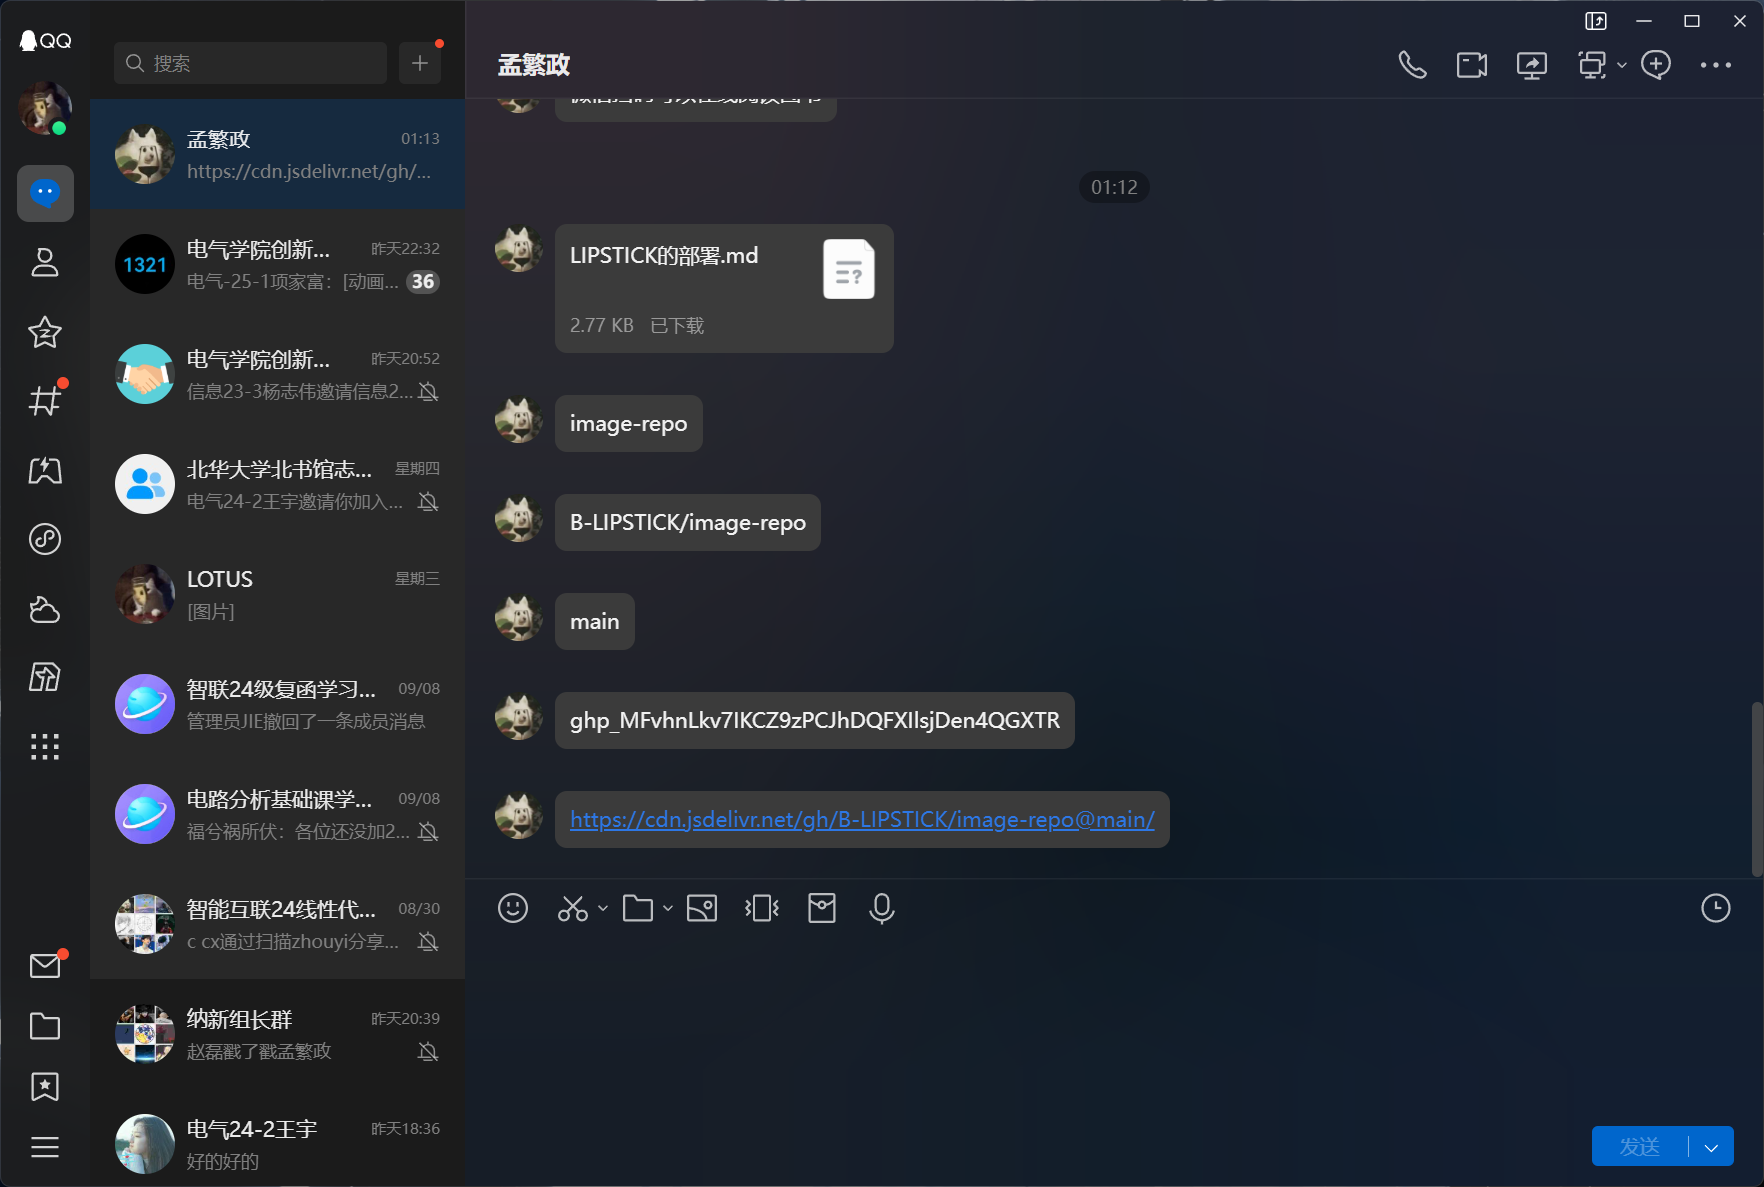 QQ
搜索
孟繁政
01:13
https://cdn.jsdelivr.net/gh/...
1321
电气学院创新...
昨天22:32
电气-25-1项家富：[动画...
36
电气学院创新...
昨天20:52
信息23-3杨志伟邀请信息2...
北华大学北书馆志...
星期四
电气24-2王宇邀请你加入...
LOTUS
星期三
[图片]
智联24级复函学习...
09/08
管理员JIE撤回了一条成员消息
电路分析基础课学...
09/08
福兮祸所伏：各位还没加2...
智能互联24线性代...
08/30
c cx通过扫描zhouyi分享...
纳新组长群
昨天20:39
赵磊戳了戳孟繁政
电气24-2王宇
昨天18:36
好的好的
孟繁政
01:12
LIPSTICK的部署.md
2.77 KB 已下载
image-repo
B-LIPSTICK/image-repo
main
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
https://cdn.jsdelivr.net/gh/B-LIPSTICK/image-repo@main/
发送